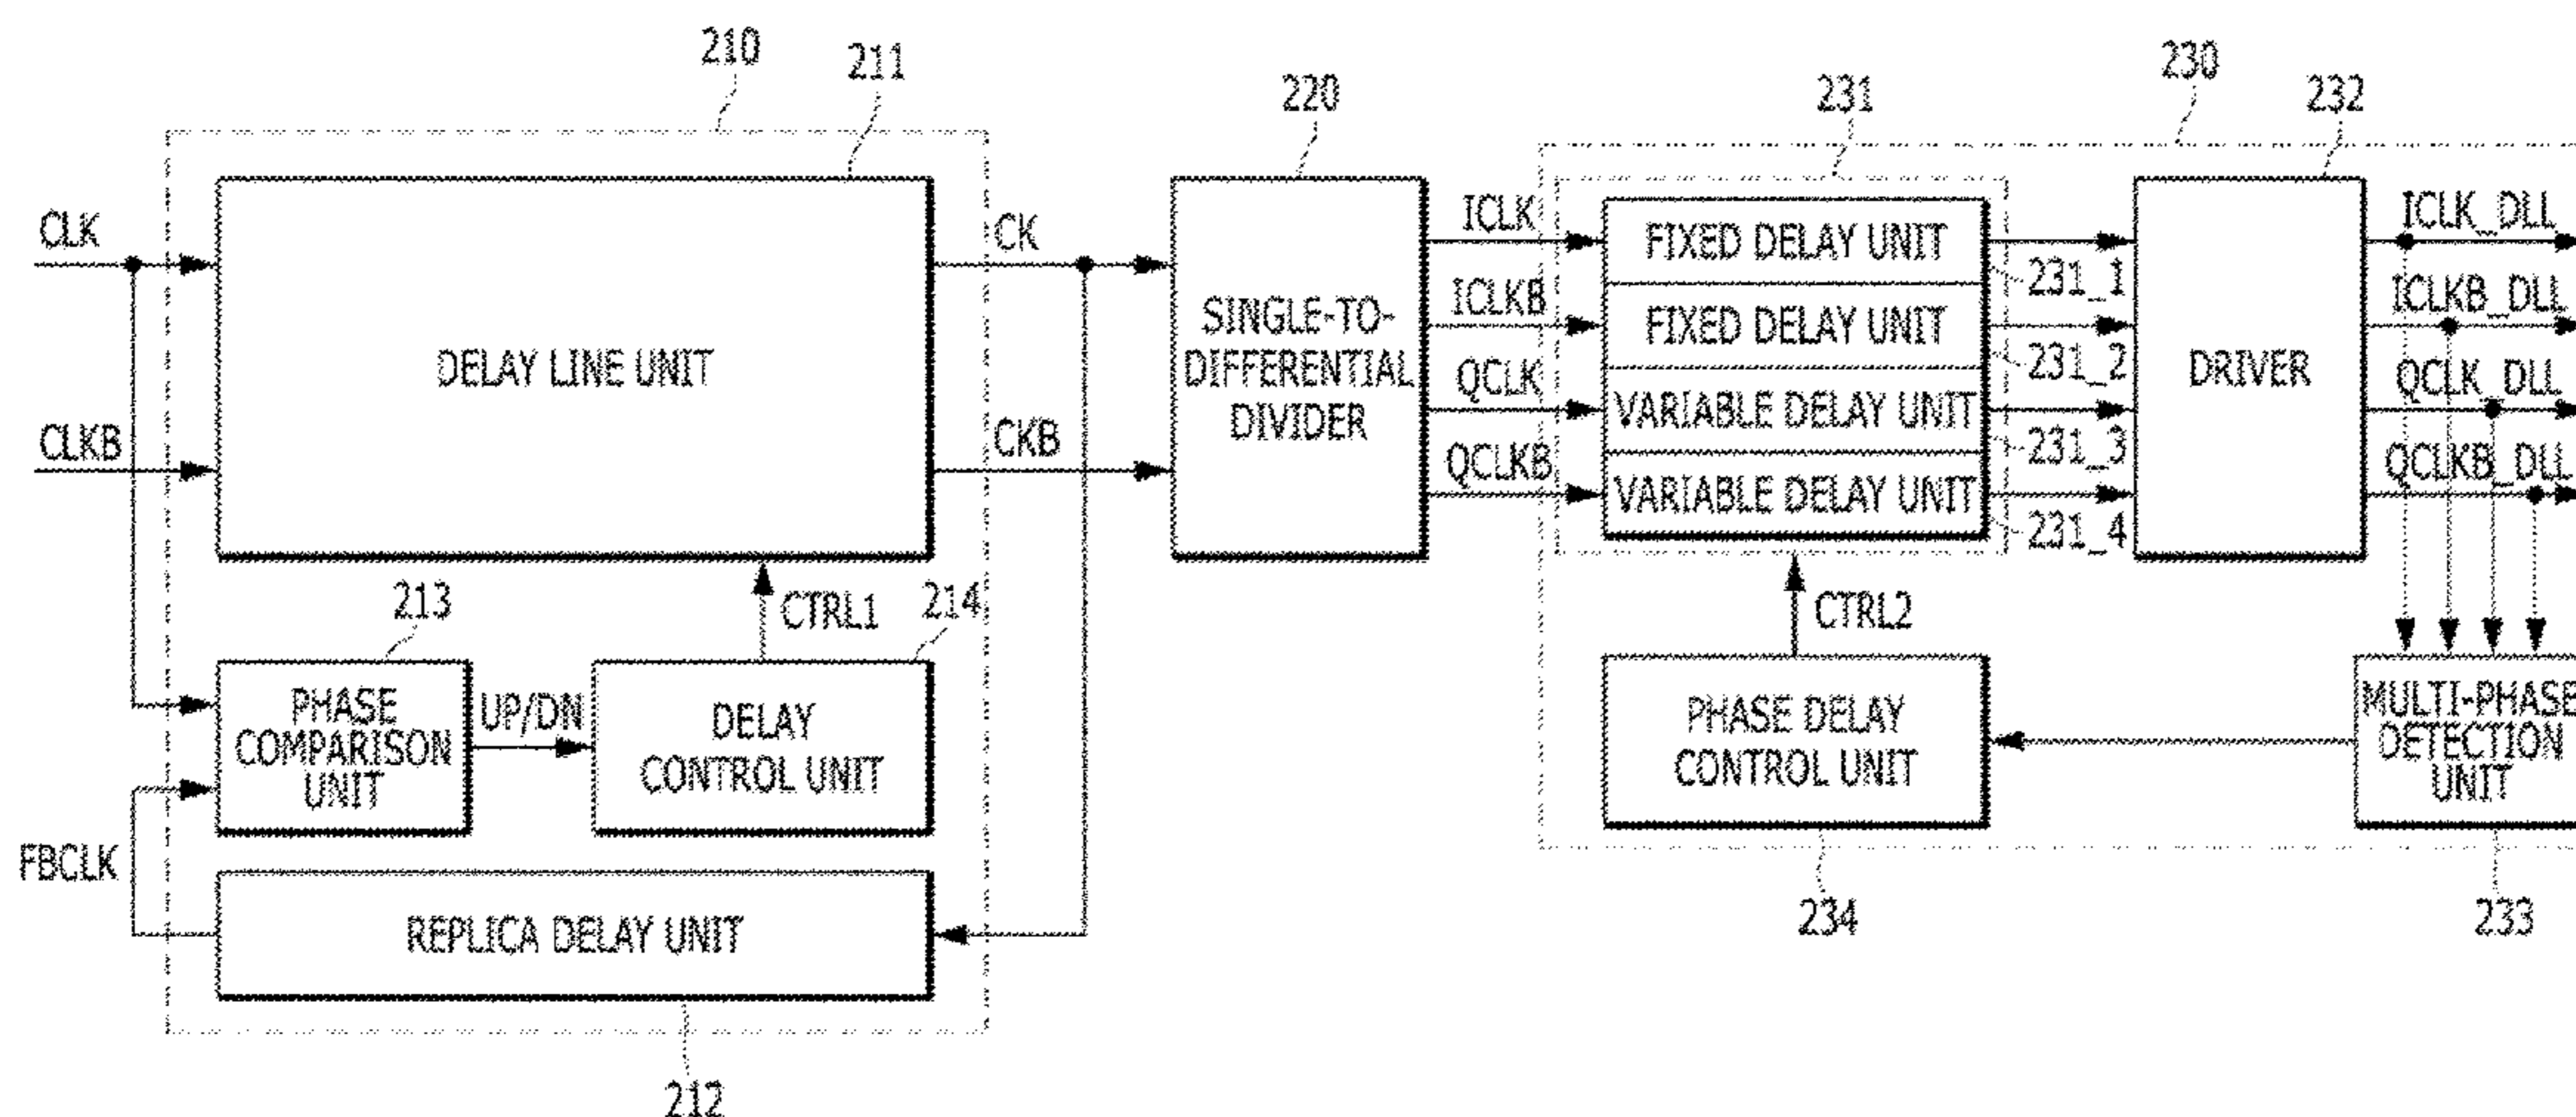 210
211
220
231
230
232
CLK
CLKB
DELAY LINE UNIT
CK
CKB
SINGLE-TO-
DIFFERENTIAL
DIVIDER
ICLK
ICLKB
QCLK
QCLKB
FIXED DELAY UNIT
FIXED DELAY UNIT
VARIABLE DELAY UNIT
VARIABLE DELAY UNIT
231_1
231_2
231_3
231_4
DRIVER
ICLK_DLL
ICLKB_DLL
QCLK_DLL
QCLKB_DLL
213
CTRL1
214
CTRL2
PHASE
COMPARISON
UNIT
UP/DN
DELAY
CONTROL UNIT
PHASE DELAY
CONTROL UNIT
MULTI-PHASE
DETECTION
UNIT
FBCLK
REPLICA DELAY UNIT
234
233
212